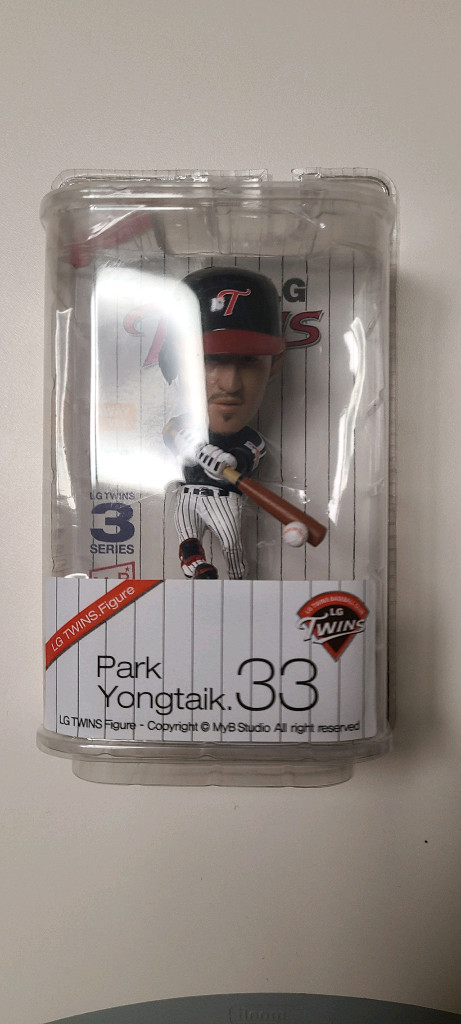 T
G
LG TWINS
3
SERIES
LG TWINS.Figure
LG
TWINS
Park
Yongtaik.33
LG TWINS Figure - Copyright © MyB Studio All right reserved